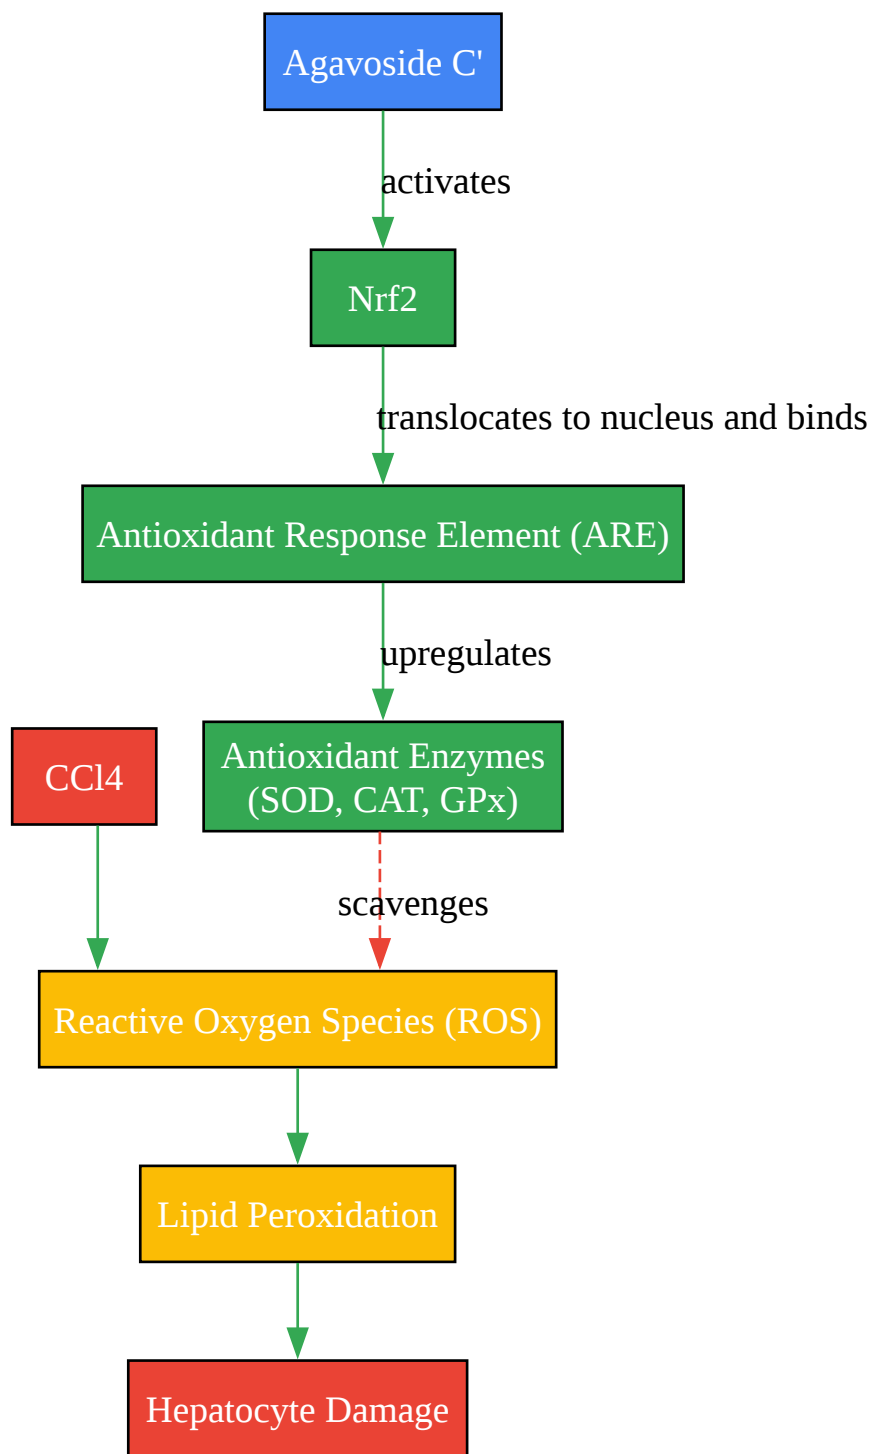 Agavoside C'
activates
Nrf2
translocates to nucleus and binds
Antioxidant Response Element (ARE)
upregulates
CCl4
Antioxidant Enzymes
(SOD, CAT, GPx)
scavenges
Reactive Oxygen Species (ROS)
Lipid Peroxidation
Hepatocyte Damage